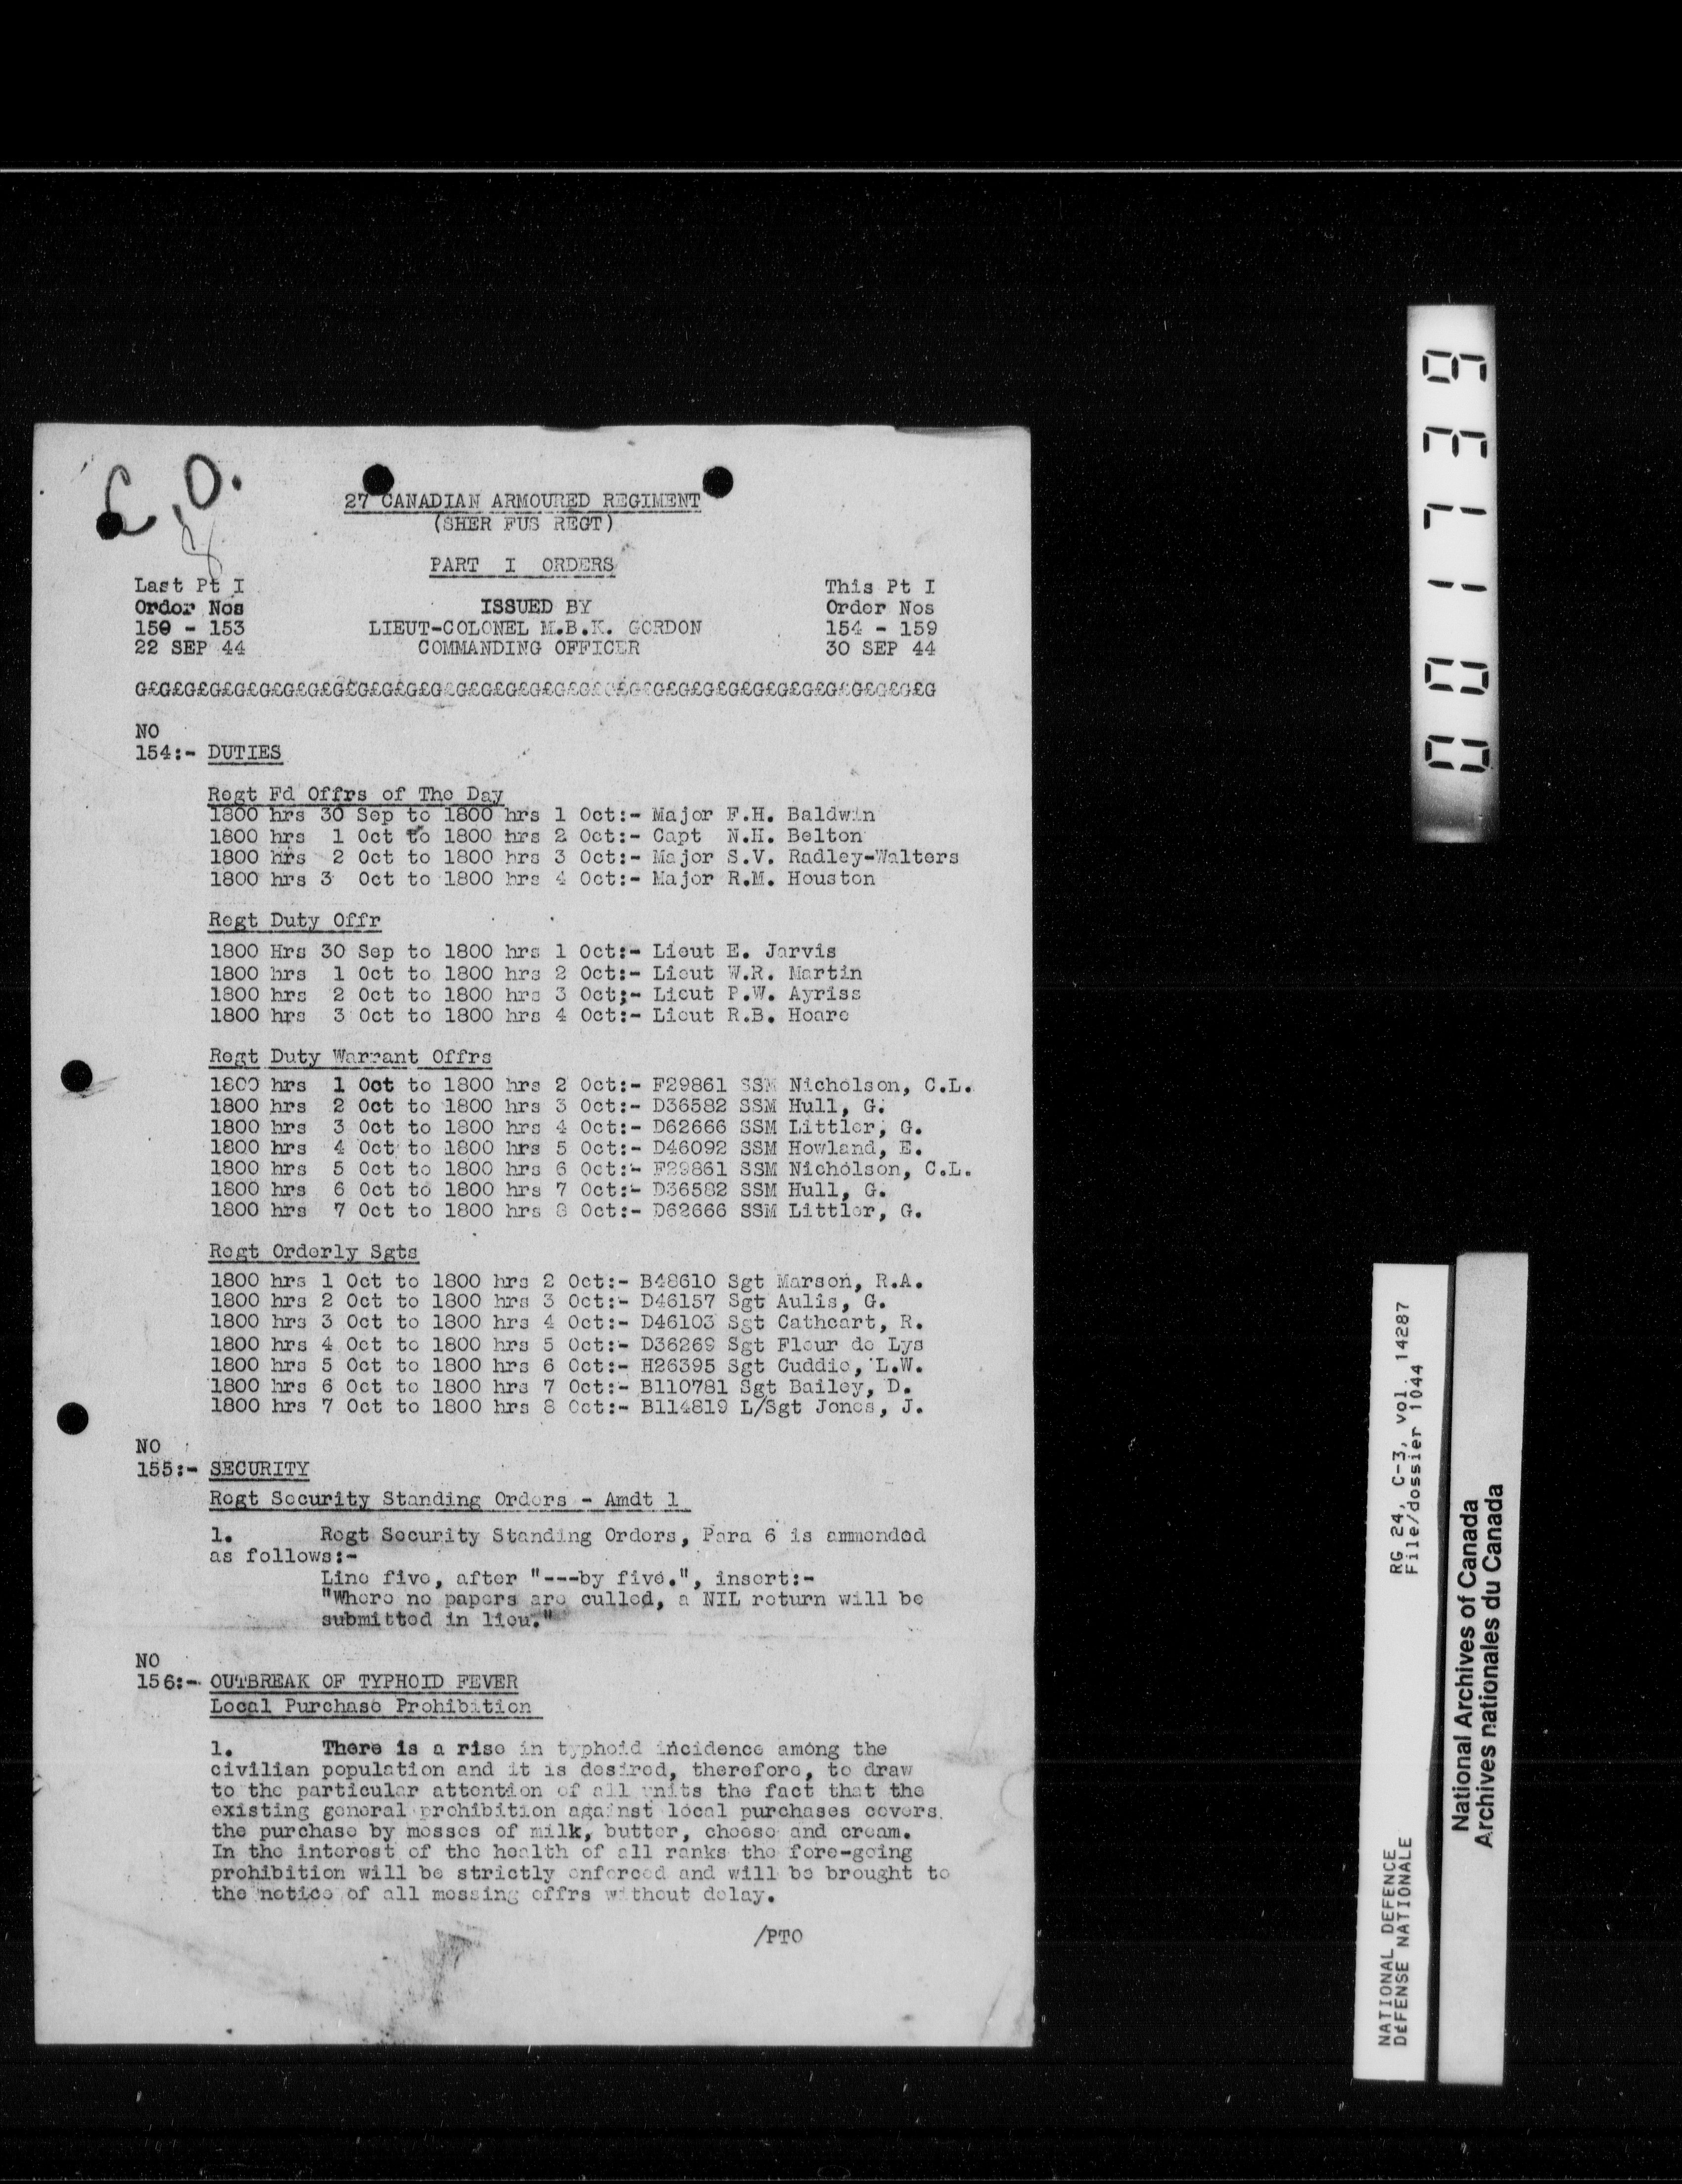 C.O.
27 CANADIAN ARMOURED REGIMENT
(SHER FUS REGT)
PART I ORDERS
Last Pt I
Order Nos
150 - 153
22 SEP 44
ISSUED BY
LIEUT-COLONEL M.B.K. GORDON
COMMANDING OFFICER
This Pt I
Order Nos
154 - 159
30 SEP 44
G£G£G£G£G£G£G£G£G£G£G£G£G£G£G£G£G£G£G£G£G£G£G£G£G£G£G£G£G£G£G£G£G
NO
154:- DUTIES
Regt Fd Offrs of The Day
1800 hrs 30 Sep to 1800 hrs 1 Oct:- Major F.H. Baldwin
1800 hrs 1 Oct to 1800 hrs 2 Oct:- Capt N.H. Belton
1800 hrs 2 Oct to 1800 hrs 3 Oct:- Major S.V. Radley-Walters
1800 hrs 3 Oct to 1800 hrs 4 Oct:- Major R.M. Houston
Regt Duty Offr
1800 Hrs 30 Sep to 1800 hrs 1 Oct:- Lieut E. Jarvis
1800 hrs 1 Oct to 1800 hrs 2 Oct:- Lieut W.R. Martin
1800 hrs 2 Oct to 1800 hrs 3 Oct;- Lieut P.W. Ayriss
1800 hrs 3 Oct to 1800 hrs 4 Oct:- Lieut R.B. Hoare
Regt Duty Warrant Offrs
1800 hrs 1 Oct to 1800 hrs 2 Oct:- F29861 SSM Nicholson, C.L.
1800 hrs 2 Oct to 1800 hrs 3 Oct:- D36582 SSM Hull, G.
1800 hrs 3 Oct to 1800 hrs 4 Oct:- D62666 SSM Littler, G.
1800 hrs 4 Oct to 1800 hrs 5 Oct:- D46092 SSM Howland, E.
1800 hrs 5 Oct to 1800 hrs 6 Oct:- F29861 SSM Nicholson, C.L.
1800 hrs 6 Oct to 1800 hrs 7 Oct:- D36582 SSM Hull, G.
1800 hrs 7 Oct to 1800 hrs 8 Oct:- D62666 SSM Littler, G.
Regt Orderly Sgts
1800 hrs 1 Oct to 1800 hrs 2 Oct:- B48610 Sgt Marson, R.A.
1800 hrs 2 Oct to 1800 hrs 3 Oct:- D46157 Sgt Aulis, G.
1800 hrs 3 Oct to 1800 hrs 4 Oct:- D46103 Sgt Cathcart, R.
1800 hrs 4 Oct to 1800 hrs 5 Oct:- D36269 Sgt Fleur de Lys
1800 hrs 5 Oct to 1800 hrs 6 Oct:- H26395 Sgt Cuddie, L.W.
1800 hrs 6 Oct to 1800 hrs 7 Oct:- B110781 Sgt Bailey, D.
1800 hrs 7 Oct to 1800 hrs 8 Oct:- B114819 L/Sgt Jones, J.
NO
155:- SECURITY
Regt Security Standing Orders - Amdt 1
1. Regt Security Standing Orders, Para 6 is ammended
as follows:-
Line five, after "---by five.", insert:-
"Where no papers are culled, a NIL return will be
submitted in lieu."
NO
156:- OUTBREAK OF TYPHOID FEVER
Local Purchase Prohibition
1. There is a rise in typhoid incidence among the
civilian population and it is desired, therefore, to draw
to the particular attention of all units the fact that the
existing general prohibition against local purchases covers
the purchase by messes of milk, butter, cheese and cream.
In the interest of the health of all ranks the fore-going
prohibition will be strictly enforced and will be brought to
the notice of all messing offrs without delay.
/PTO
001739
NATIONAL DEFENCE
DÉFENSE NATIONALE
RG 24, C-3, vol. 14287
File/dossier 1044
National Archives of Canada
Archives nationales du Canada